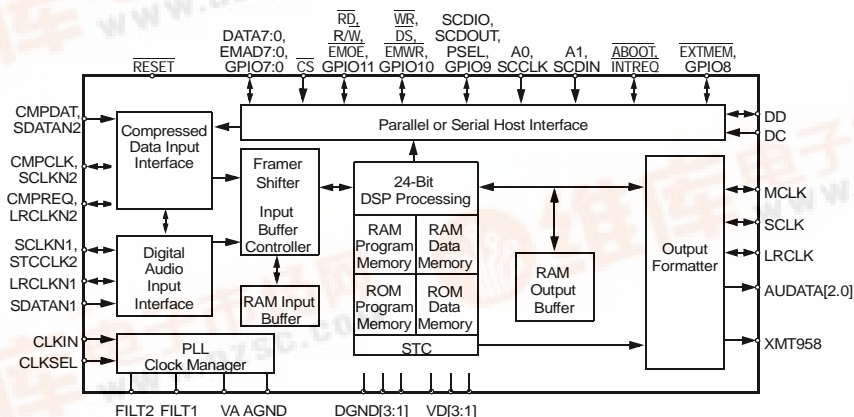 RD, WR, SCDIO,
DATA7:0, R/W, DS, SCDOUT,
EMAD7:0, EMOE, EMWR, PSEL, A0, A1, ABOOT, EXTMEM,
RESET GPIO7:0 CS GPIO11 GPIO10 GPIO9 SCCLK SCDIN INTREQ GPIO8
CMPDAT,
SDATAN2
CMPCLK,
SCLKN2
CMPREQ,
LRCLKN2
SCLKN1,
STCCLK2
LRCLKN1
SDATAN1
CLKIN
CLKSEL
Compressed
Data Input
Interface
Digital
Audio
Input
Interface
Framer
Shifter
Input
Buffer
Controller
RAM Input
Buffer
PLL
Clock Manager
Parallel or Serial Host Interface
24-Bit
DSP Processing
RAM
Program
Memory
RAM
Data
Memory
ROM
Program
Memory
ROM
Data
Memory
STC
RAM
Output
Buffer
Output
Formatter
DD
DC
MCLK
SCLK
LRCLK
AUDATA[2.0]
XMT958
FILT2 FILT1 VA AGND DGND[3:1] VD[3:1]